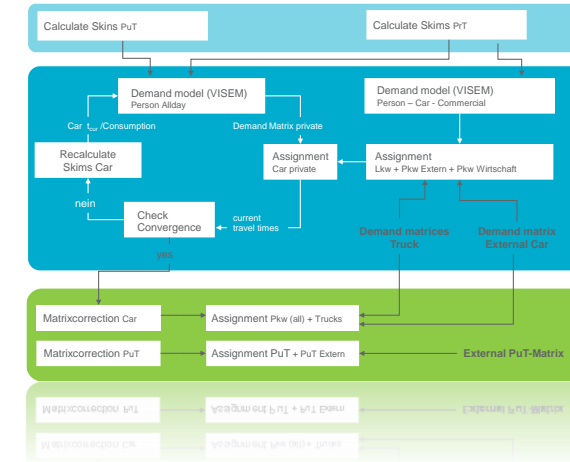 Calculate Skins PuT
Calculate Skims PrT
Demand model (VISEM)
Person Allday
Demand model (VISEM)
Person – Car - Commercial
Car t_cur /Consumption
Demand Matrix private
Recalculate
Skims Car
Assignment
Car private
Assignment
Lkw + Pkw Extern + Pkw Wirtschaft
nein
Check
Convergence
current
travel times
Demand matrices
Truck
Demand matrix
External Car
yes
Matrixcorrection Car
Assignment Pkw (all) + Trucks
Matrixcorrection PuT
Assignment PuT + PuT Extern
External PuT-Matrix